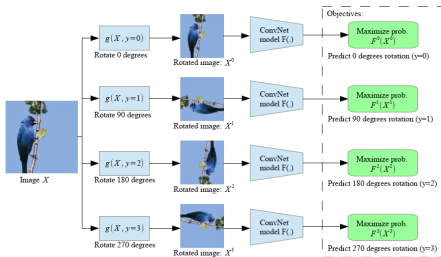 Objectives:
g(X, y=0)
Rotate 0 degrees
Rotated image: X⁰
ConvNet
model F(.)
Maximize prob.
F⁰(X⁰)
Predict 0 degrees rotation (y=0)
g(X, y=1)
Rotate 90 degrees
Rotated image: X¹
ConvNet
model F(.)
Maximize prob.
F¹(X¹)
Predict 90 degrees rotation (y=1)
Image X
g(X, y=2)
Rotate 180 degrees
Rotated image: X²
ConvNet
model F(.)
Maximize prob.
F²(X²)
Predict 180 degrees rotation (y=2)
g(X, y=3)
Rotate 270 degrees
Rotated image: X³
ConvNet
model F(.)
Maximize prob.
F³(X³)
Predict 270 degrees rotation (y=3)